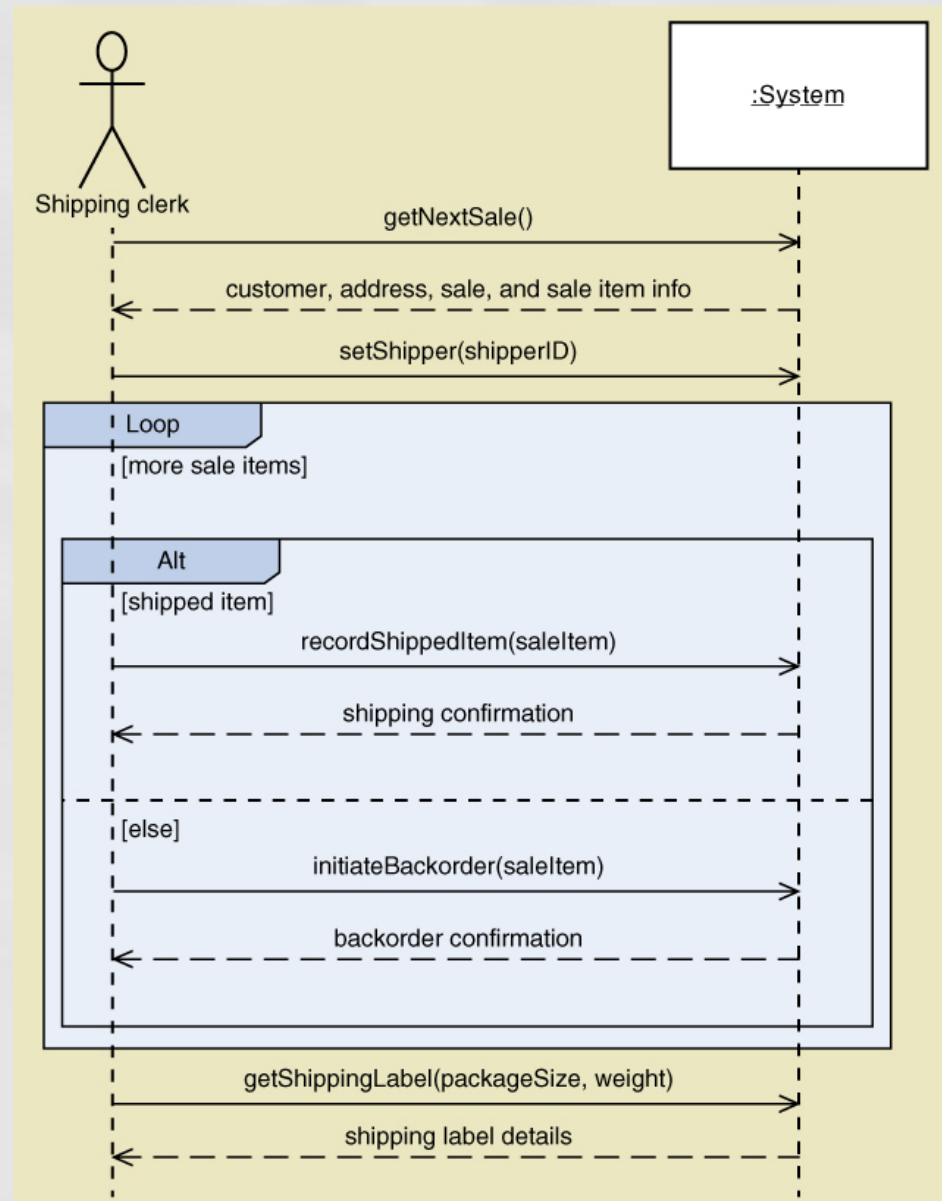 :System
Shipping clerk
getNextSale()
customer, address, sale, and sale item info
setShipper(shipperID)
Loop
[more sale items]
Alt
[shipped item]
recordShippedItem(saleItem)
shipping confirmation
[else]
initiateBackorder(saleItem)
backorder confirmation
getShippingLabel(packageSize, weight)
shipping label details